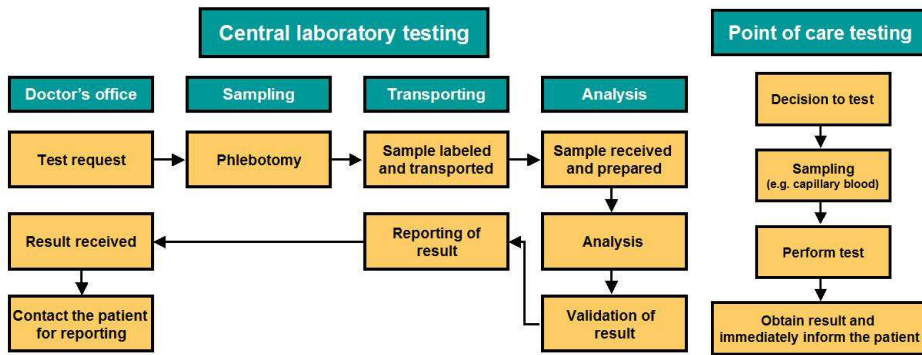 Central laboratory testing
Point of care testing
Doctor's office
Sampling
Transporting
Analysis
Test request
Phlebotomy
Sample labeled
and transported
Sample received
and prepared
Result received
Reporting of
result
Analysis
Contact the patient
for reporting
Validation of
result
Decision to test
Sampling
(e.g. capillary blood)
Perform test
Obtain result and
immediately inform the patient